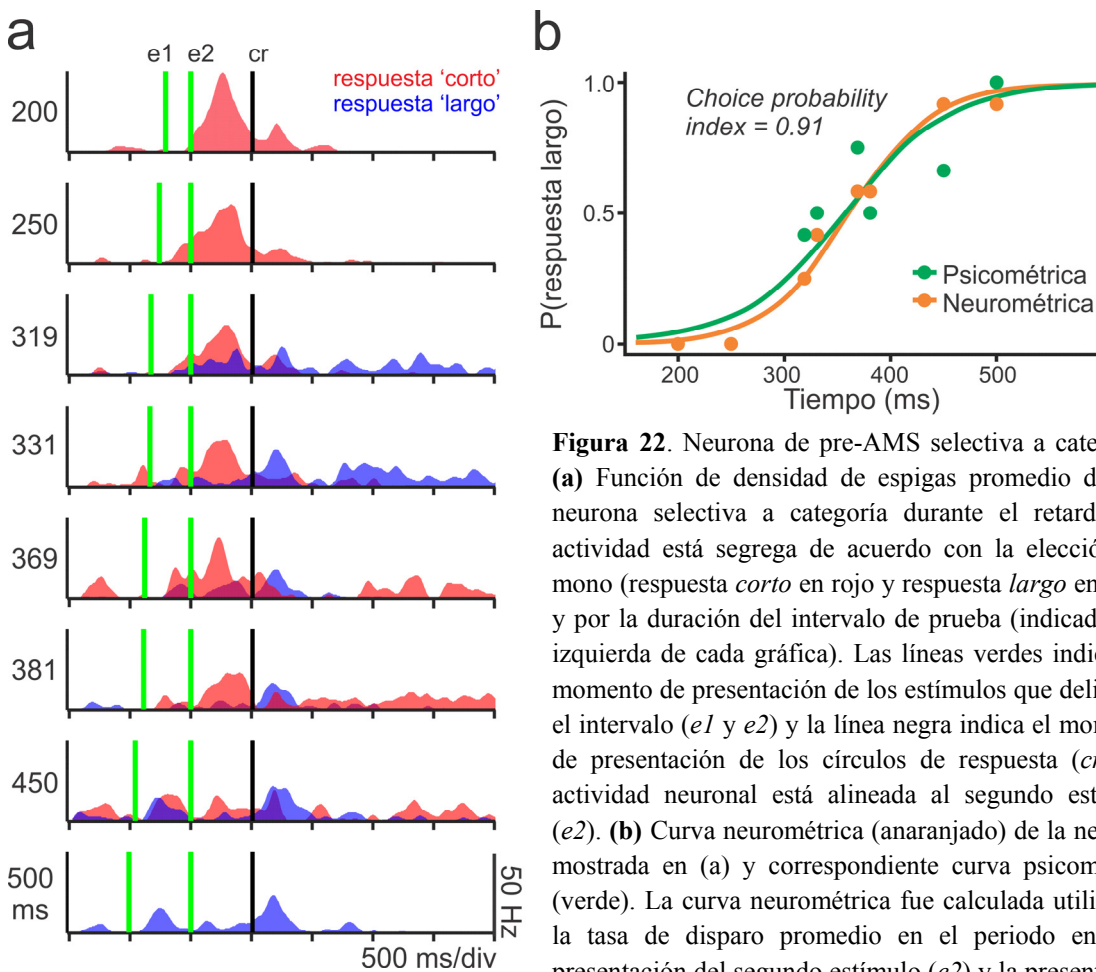 a
e1 e2 cr
respuesta 'corto'
respuesta 'largo'
200
250
319
331
369
381
450
500
ms
50 Hz
500 ms/div
b
Choice probability
index = 0.91
P(respuesta largo)
1.0
0.5
0
Psicométrica
Neurométrica
200 300 400 500
Tiempo (ms)
Figura 22. Neurona de pre-AMS selectiva a cate
(a) Función de densidad de espigas promedio d
neurona selectiva a categoría durante el retard
actividad está segrega de acuerdo con la elecció
mono (respuesta corto en rojo y respuesta largo en
y por la duración del intervalo de prueba (indicad
izquierda de cada gráfica). Las líneas verdes indic
momento de presentación de los estímulos que deli
el intervalo (e1 y e2) y la línea negra indica el mor
de presentación de los círculos de respuesta (cr
actividad neuronal está alineada al segundo est
(e2). (b) Curva neurométrica (anaranjado) de la ne
mostrada en (a) y correspondiente curva psicom
(verde). La curva neurométrica fue calculada utili
la tasa de disparo promedio en el periodo en
presentación del segundo estímulo (e2) y la present